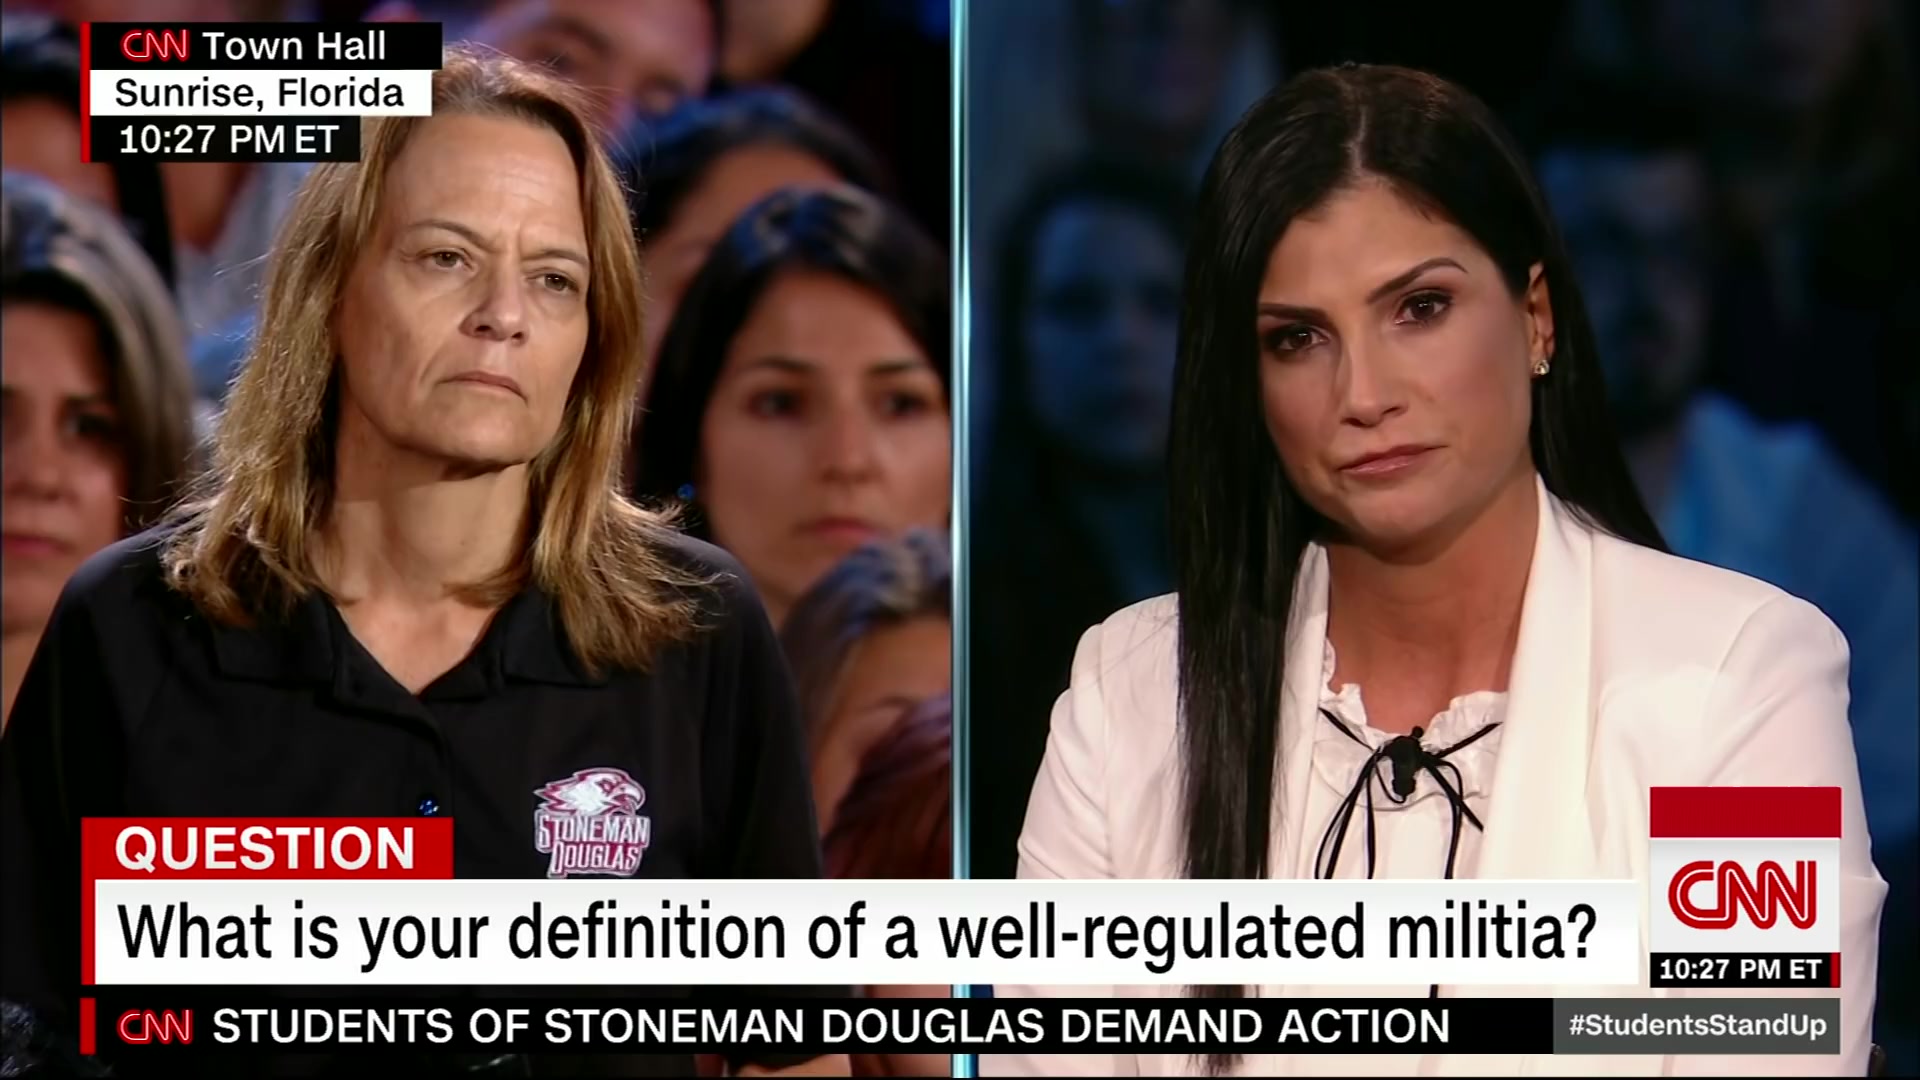 CNN Town Hall
Sunrise, Florida
10:27 PM ET
STONEMAN
DOUGLAS
QUESTION
What is your definition of a well-regulated militia?
CNN
10:27 PM ET
CNN STUDENTS OF STONEMAN DOUGLAS DEMAND ACTION
#StudentsStandUp